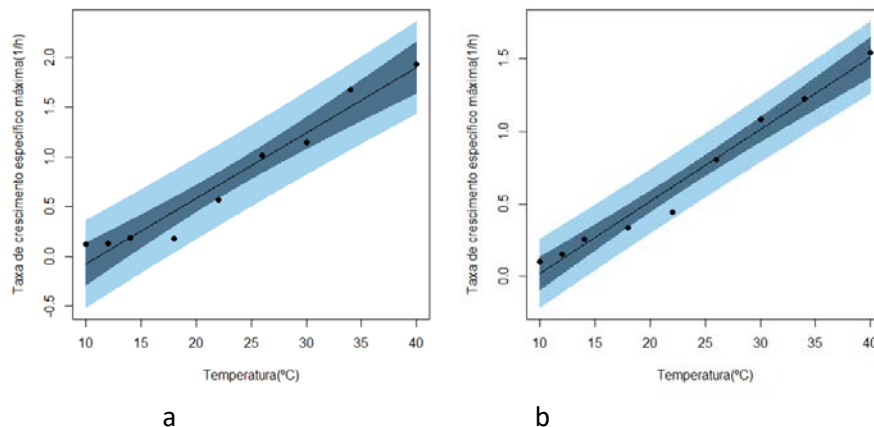 Taxa de crescimento específico máxima(1/h)
2.0
1.5
1.0
0.5
0.0
-0.5
10 15 20 25 30 35 40
Temperatura(ºC)
a
Taxa de crescimento específico máxima(1/h)
1.5
1.0
0.5
0.0
10 15 20 25 30 35 40
Temperatura(ºC)
b